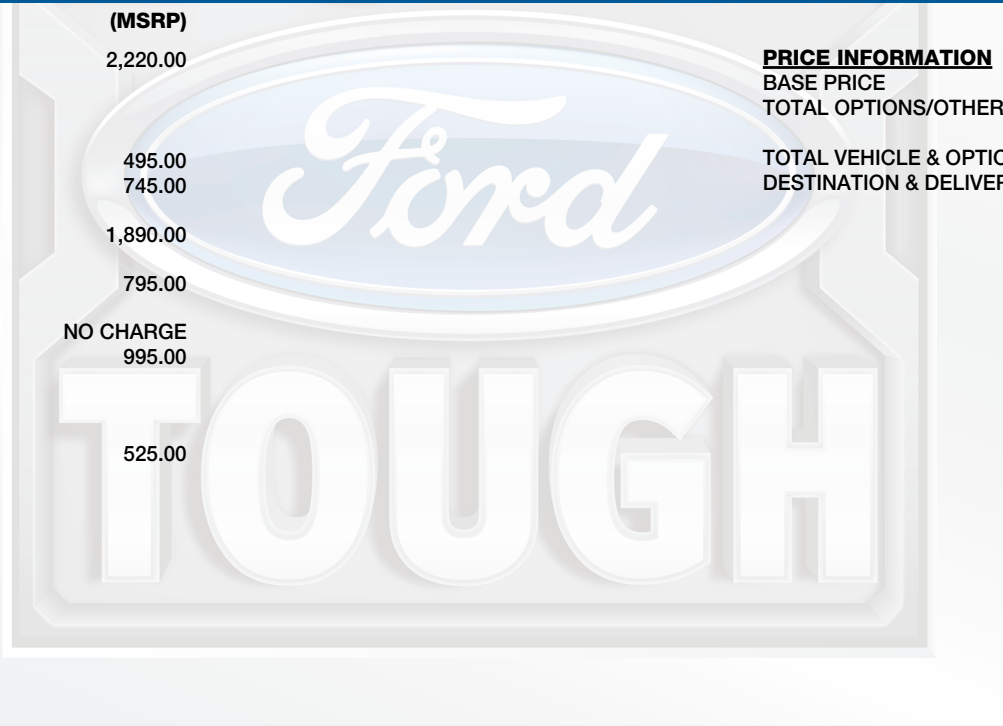 (MSRP)
2,220.00
495.00
745.00
1,890.00
795.00
NO CHARGE
995.00
525.00
PRICE INFORMATION
BASE PRICE
TOTAL OPTIONS/OTHER
TOTAL VEHICLE & OPTIO
DESTINATION & DELIVER
Ford
TOUGH